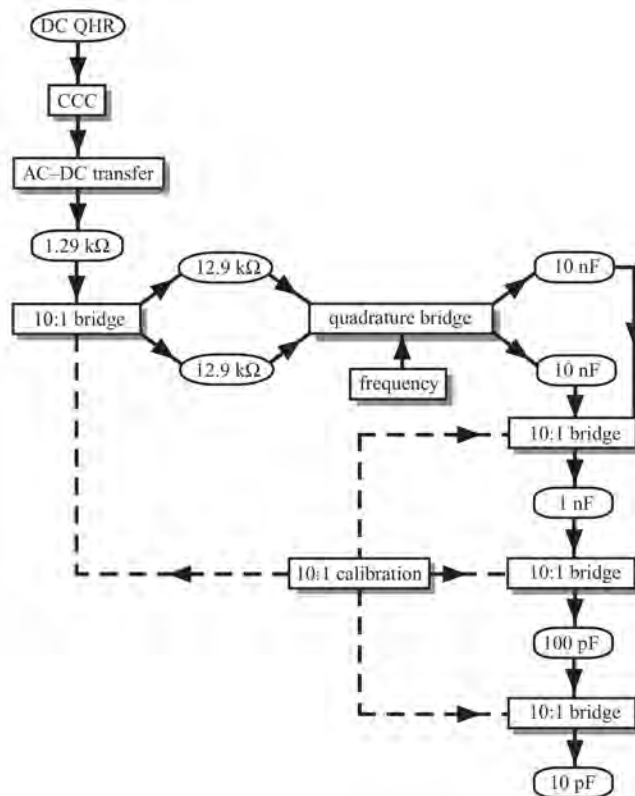 DC QHR
CCC
AC–DC transfer
1.29 kΩ
10:1 bridge
12.9 kΩ
12.9 kΩ
quadrature bridge
frequency
10 nF
10 nF
10:1 bridge
1 nF
10:1 calibration
10:1 bridge
100 pF
10:1 bridge
10 pF